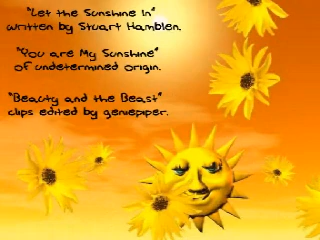 "Let the Sunshine In"
written by Stuart Hamblen.
"You are My Sunshine"
of undetermined origin.
"Beauty and the Beast"
clips edited by geniepiper.